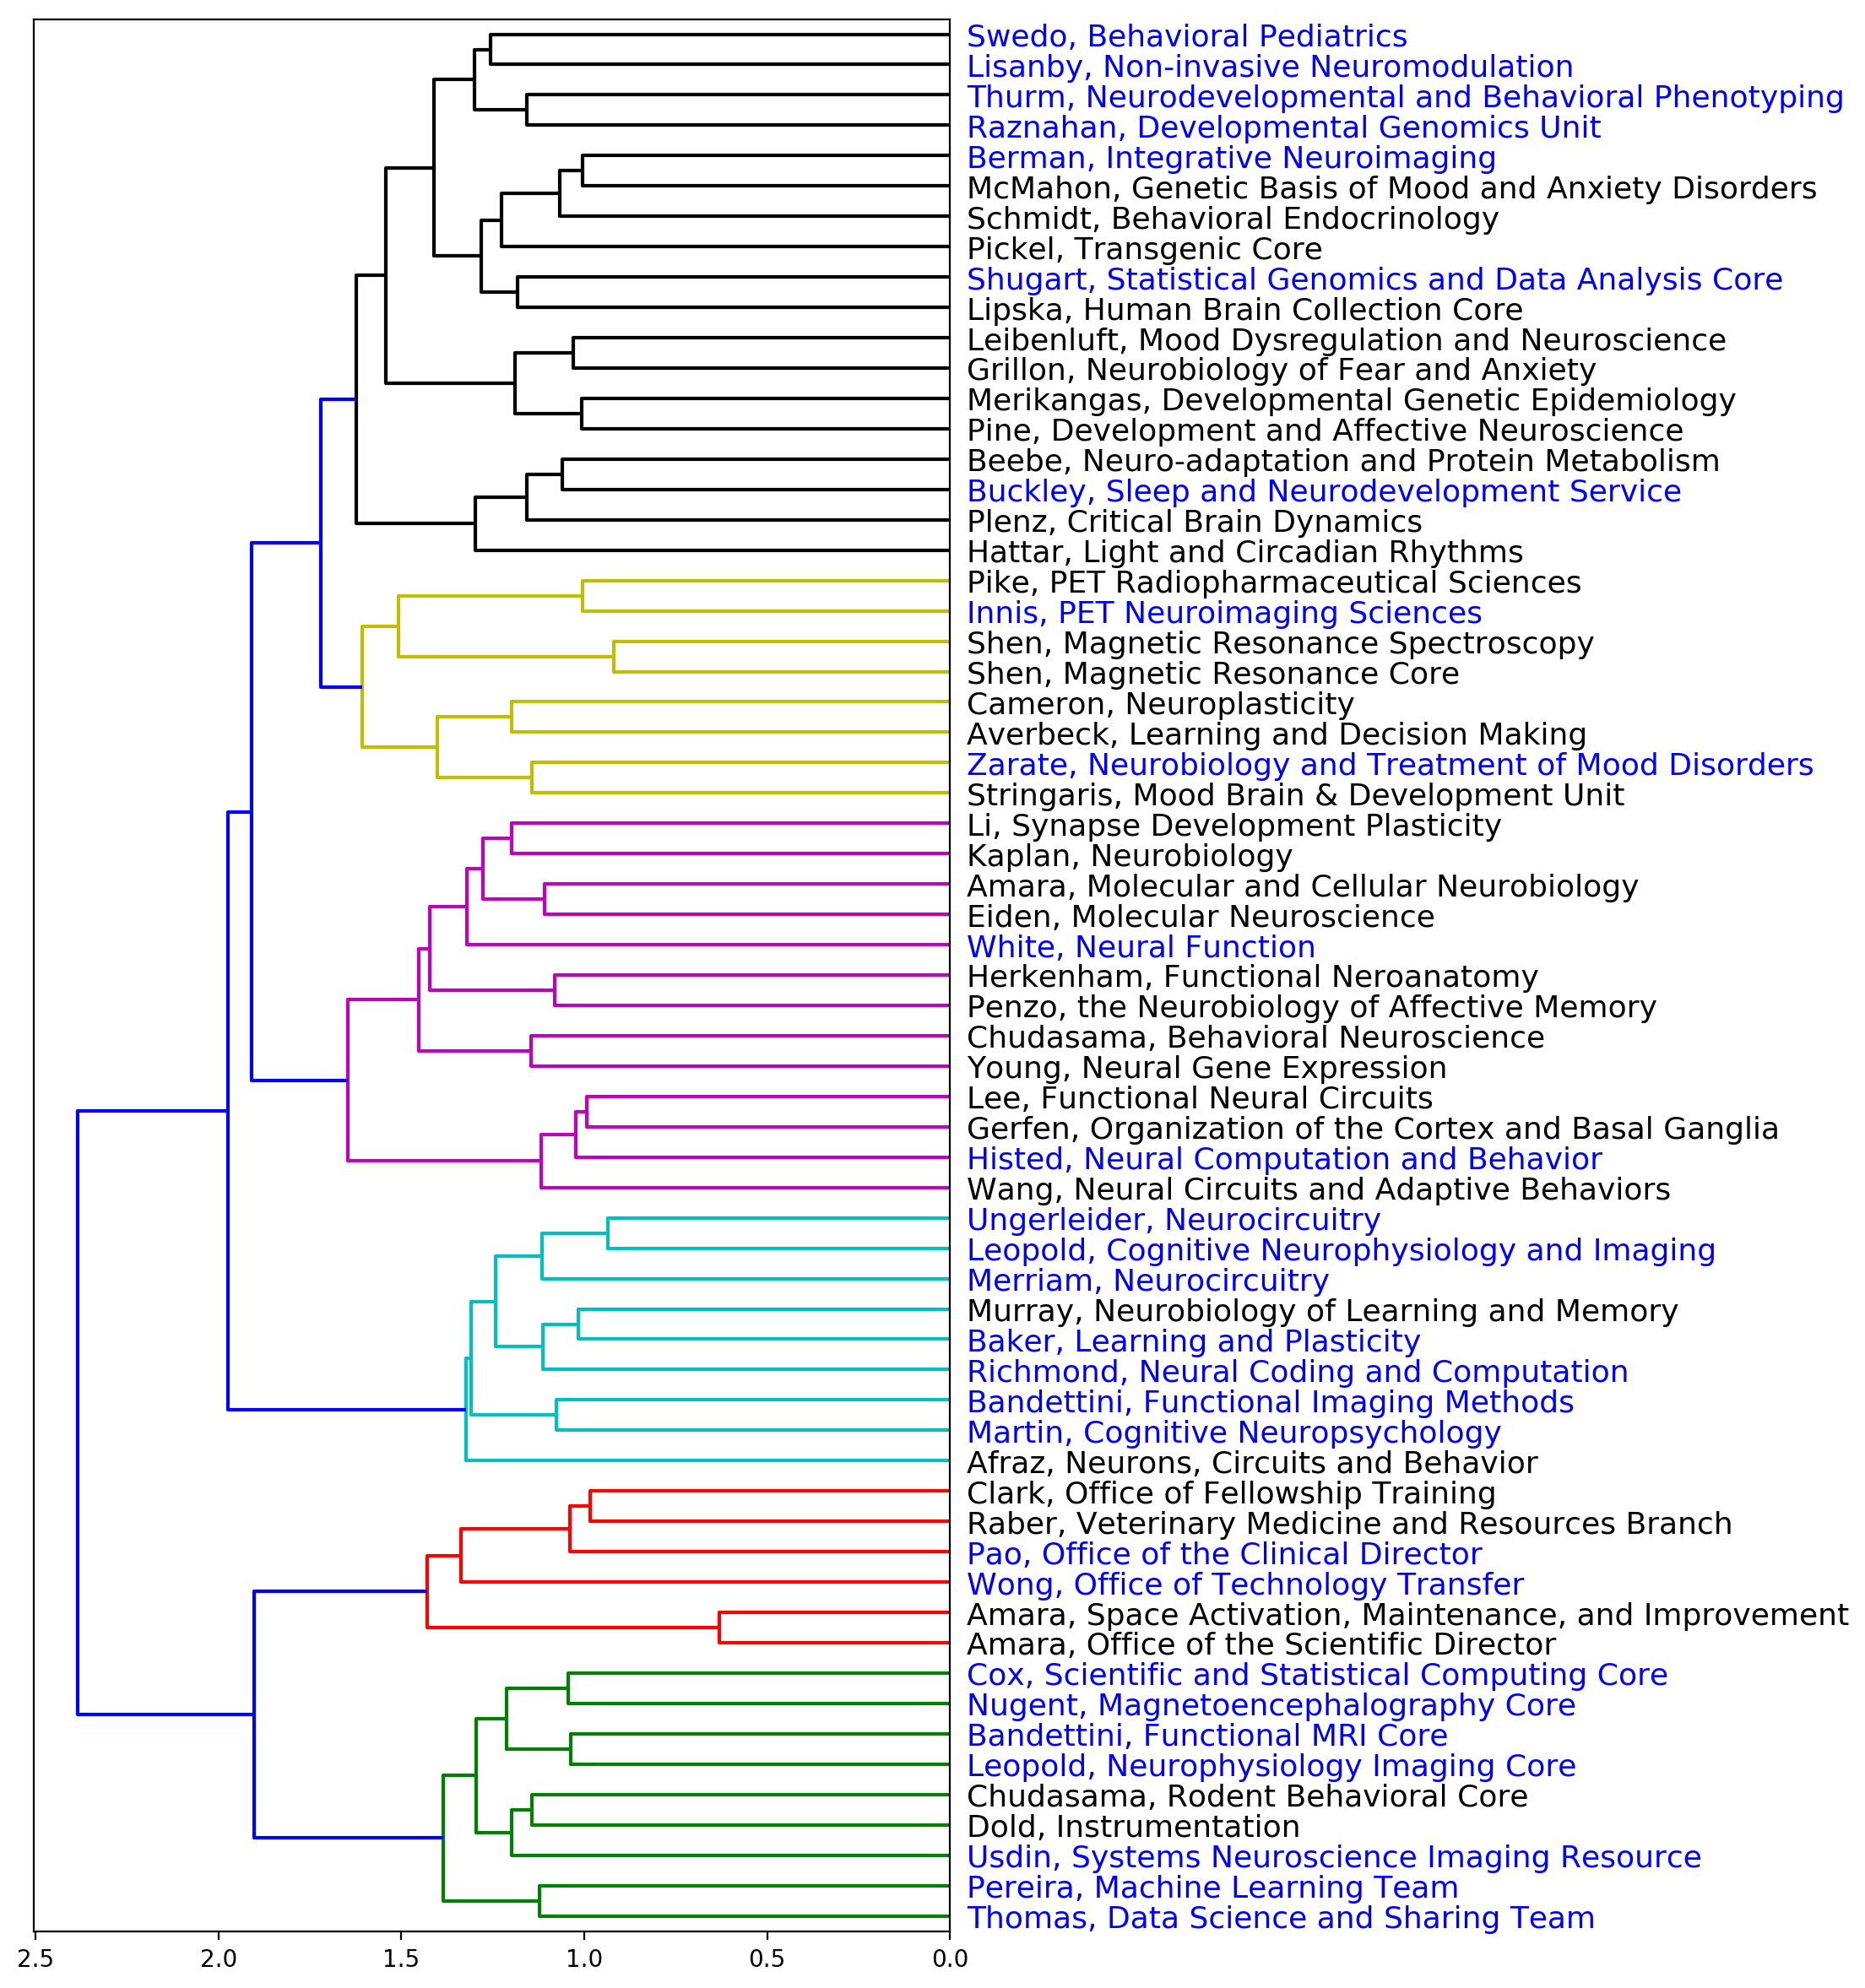 Swedo, Behavioral Pediatrics
Lisanby, Non-invasive Neuromodulation
Thurm, Neurodevelopmental and Behavioral Phenotyping
Raznahan, Developmental Genomics Unit
Berman, Integrative Neuroimaging
McMahon, Genetic Basis of Mood and Anxiety Disorders
Schmidt, Behavioral Endocrinology
Pickel, Transgenic Core
Shugart, Statistical Genomics and Data Analysis Core
Lipska, Human Brain Collection Core
Leibenluft, Mood Dysregulation and Neuroscience
Grillon, Neurobiology of Fear and Anxiety
Merikangas, Developmental Genetic Epidemiology
Pine, Development and Affective Neuroscience
Beebe, Neuro-adaptation and Protein Metabolism
Buckley, Sleep and Neurodevelopment Service
Plenz, Critical Brain Dynamics
Hattar, Light and Circadian Rhythms
Pike, PET Radiopharmaceutical Sciences
Innis, PET Neuroimaging Sciences
Shen, Magnetic Resonance Spectroscopy
Shen, Magnetic Resonance Core
Cameron, Neuroplasticity
Averbeck, Learning and Decision Making
Zarate, Neurobiology and Treatment of Mood Disorders
Stringaris, Mood Brain & Development Unit
Li, Synapse Development Plasticity
Kaplan, Neurobiology
Amara, Molecular and Cellular Neurobiology
Eiden, Molecular Neuroscience
White, Neural Function
Herkenham, Functional Neroanatomy
Penzo, the Neurobiology of Affective Memory
Chudasama, Behavioral Neuroscience
Young, Neural Gene Expression
Lee, Functional Neural Circuits
Gerfen, Organization of the Cortex and Basal Ganglia
Histed, Neural Computation and Behavior
Wang, Neural Circuits and Adaptive Behaviors
Ungerleider, Neurocircuitry
Leopold, Cognitive Neurophysiology and Imaging
Merriam, Neurocircuitry
Murray, Neurobiology of Learning and Memory
Baker, Learning and Plasticity
Richmond, Neural Coding and Computation
Bandettini, Functional Imaging Methods
Martin, Cognitive Neuropsychology
Afraz, Neurons, Circuits and Behavior
Clark, Office of Fellowship Training
Raber, Veterinary Medicine and Resources Branch
Pao, Office of the Clinical Director
Wong, Office of Technology Transfer
Amara, Space Activation, Maintenance, and Improvement
Amara, Office of the Scientific Director
Cox, Scientific and Statistical Computing Core
Nugent, Magnetoencephalography Core
Bandettini, Functional MRI Core
Leopold, Neurophysiology Imaging Core
Chudasama, Rodent Behavioral Core
Dold, Instrumentation
Usdin, Systems Neuroscience Imaging Resource
Pereira, Machine Learning Team
Thomas, Data Science and Sharing Team
2.5 2.0 1.5 1.0 0.5 0.0